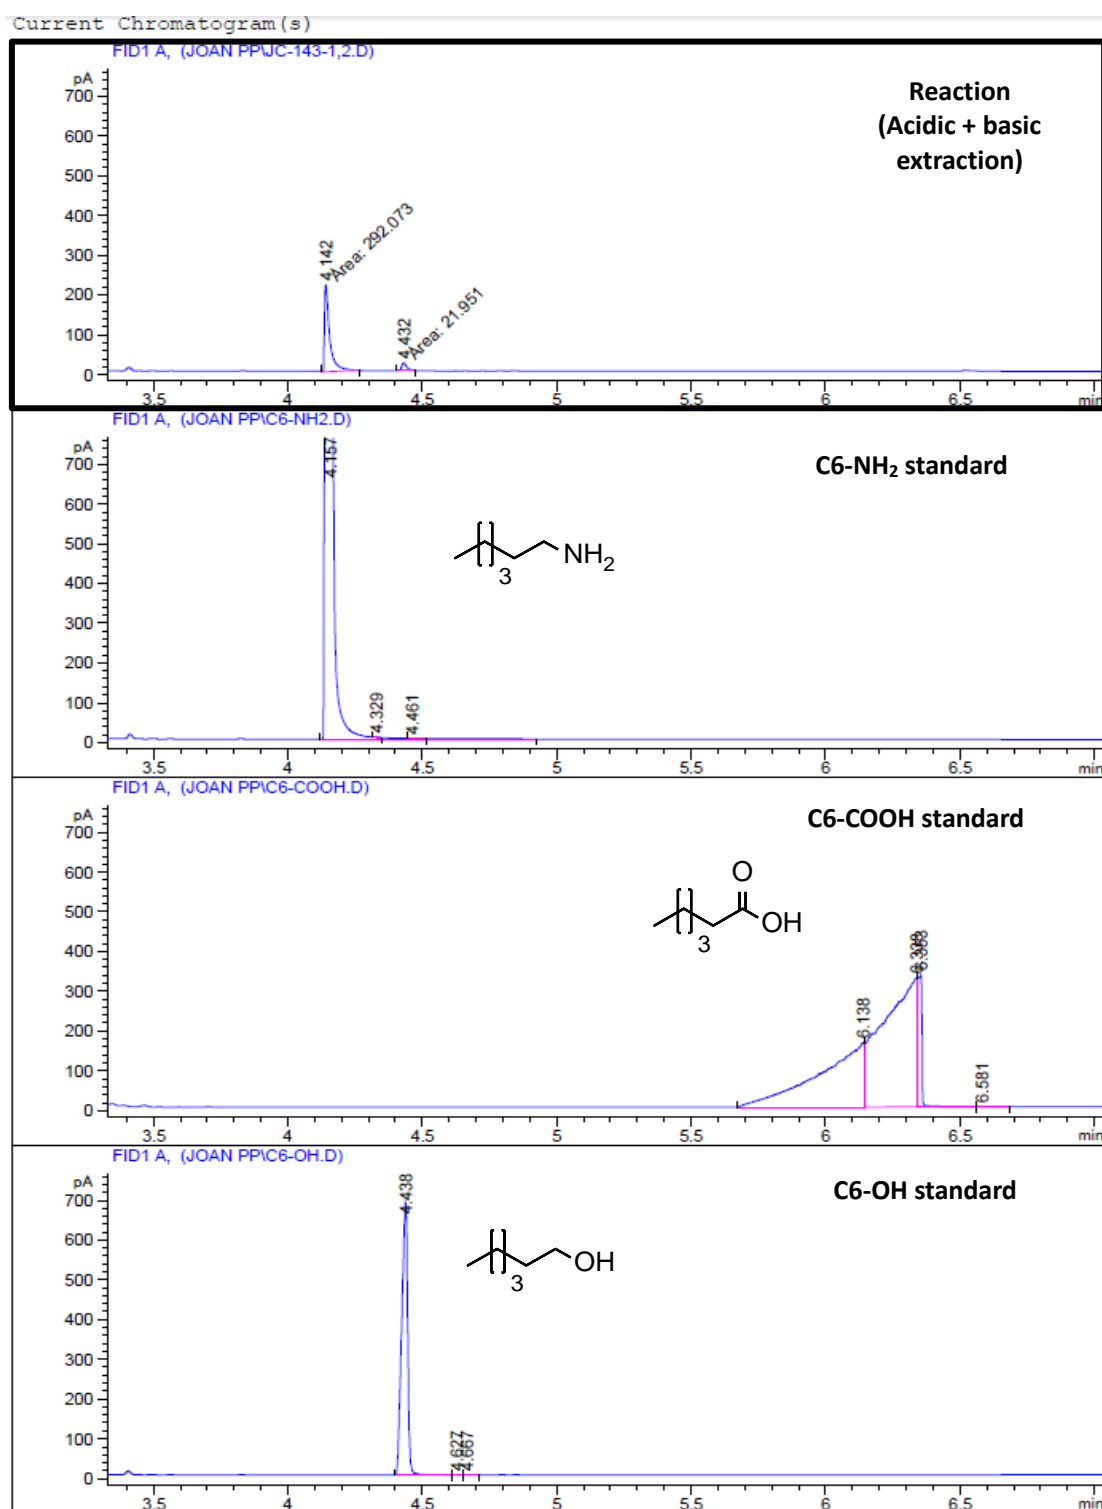 Current Chromatogram(s)
FID1 A, (JOAN PP\JC-143-1,2.D)
pA
700
600
500
400
300
200
100
0
Reaction
(Acidic + basic
extraction)
4.142
Area: 292.073
4.432
Area: 21.951
3.5 4 4.5 5 5.5 6 6.5 min
FID1 A, (JOAN PP\C6-NH2.D)
pA
700
600
500
400
300
200
100
0
C6-NH2 standard
4.157
NH2
3
4.329
4.461
3.5 4 4.5 5 5.5 6 6.5 min
FID1 A, (JOAN PP\C6-COOH.D)
pA
700
600
500
400
300
200
100
0
C6-COOH standard
O
OH
3
6.138
6.581
3.5 4 4.5 5 5.5 6 6.5 min
FID1 A, (JOAN PP\C6-OH.D)
pA
700
600
500
400
300
200
100
0
C6-OH standard
4.438
OH
3
4.627
4.667
3.5 4 4.5 5 5.5 6 6.5 min